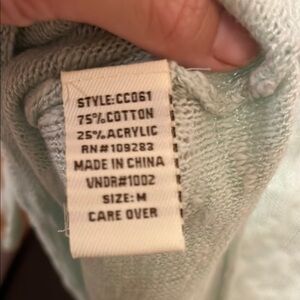 STYLE:CC061
75%COTTON
25%ACRYLIC
RN#109283
MADE IN CHINA
VNDR#1002
SIZE:M
CARE OVER